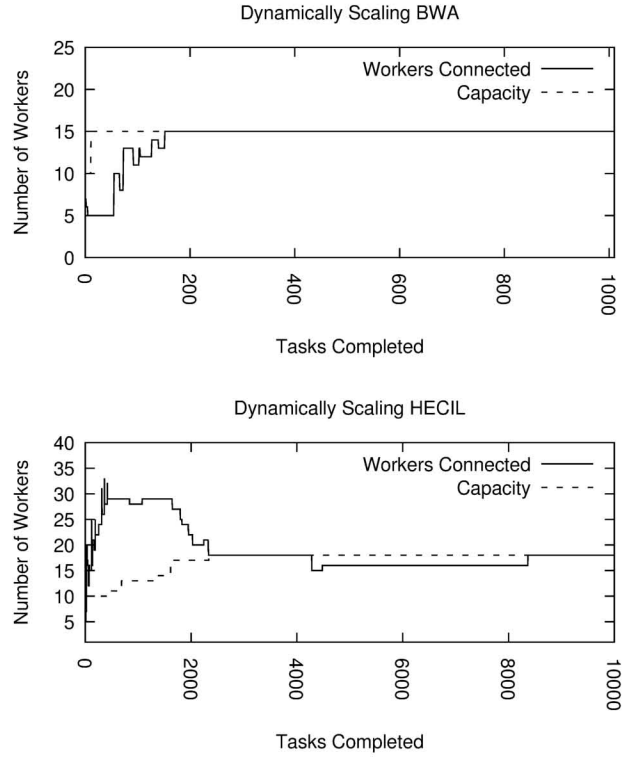 Dynamically Scaling BWA
Number of Workers
25
20
15
10
5
0
Workers Connected
Capacity
0
200
400
600
800
1000
Tasks Completed
Dynamically Scaling HECIL
Number of Workers
40
35
30
25
20
15
10
5
Workers Connected
Capacity
0
2000
4000
6000
8000
10000
Tasks Completed